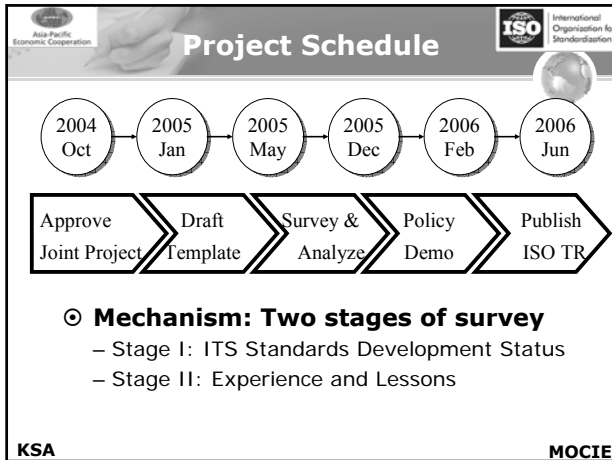 Asia-Pacific
Economic Cooperation
Project Schedule
ISO
International
Organization fo
Standardization
2004
Oct
2005
Jan
2005
May
2005
Dec
2006
Feb
2006
Jun
Approve
Joint Project
Draft
Template
Survey &
Analyze
Policy
Demo
Publish
ISO TR
Mechanism: Two stages of survey
– Stage I: ITS Standards Development Status
– Stage II: Experience and Lessons
KSA
MOCIE